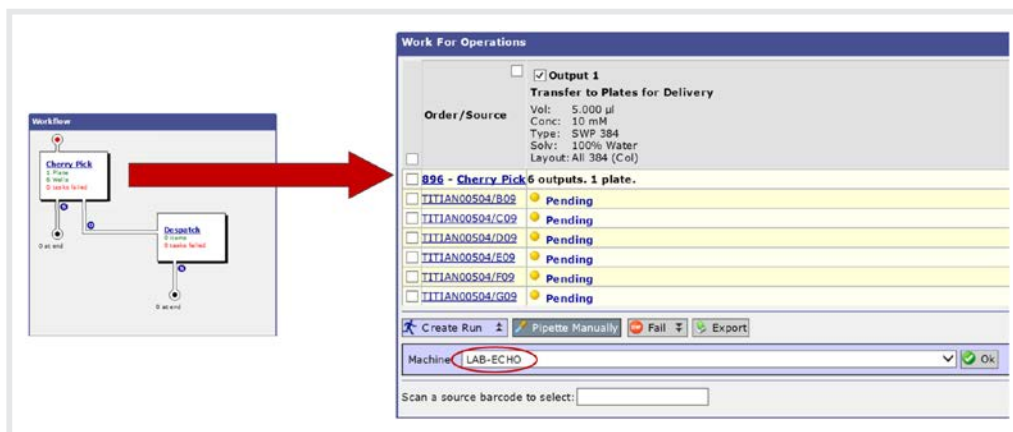 Workflow
Cherry Pick
1 Plate
6 Wells
0 tasks failed
0
0
0 at end
Despatch
0 items
0 tasks failed
0
0 at end
Work For Operations
Output 1
Transfer to Plates for Delivery
Order/Source
Vol: 5.000 µl
Conc: 10 mM
Type: SWP 384
Solv: 100% Water
Layout: All 384 (Col)
896 - Cherry Pick 6 outputs. 1 plate.
TITIAN00504/B09 Pending
TITIAN00504/C09 Pending
TITIAN00504/D09 Pending
TITIAN00504/E09 Pending
TITIAN00504/F09 Pending
TITIAN00504/G09 Pending
Create Run Pipette Manually Fail Export
Machine LAB-ECHO Ok
Scan a source barcode to select: